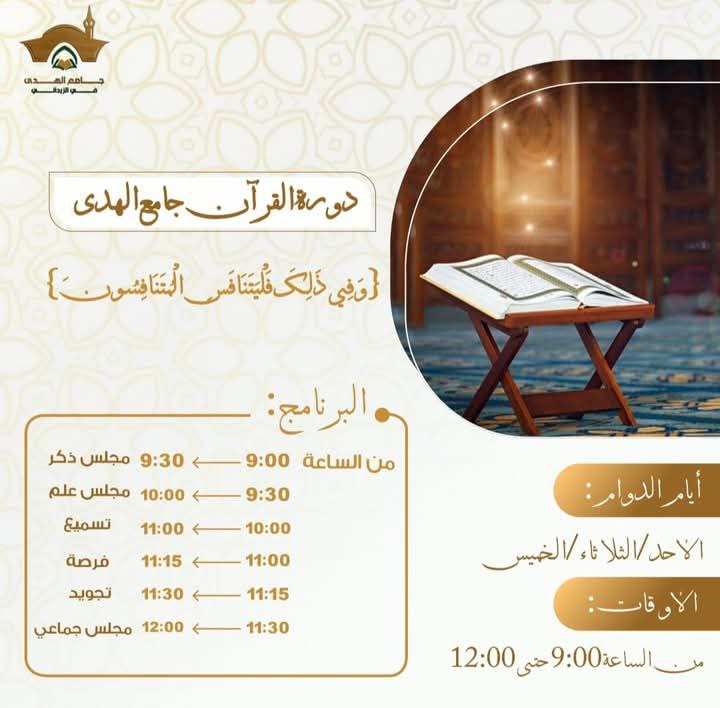 جامع الهدى
في الزبداني
دورة القرآن جامع الهدى
{وَفِي ذَلِكَ فَلْيَتَنَافَسِ الْمُتَنَافِسُونَ}
البرنامج:
من الساعة 9:00 ← 9:30 مجلس ذكر
9:30 ← 10:00 مجلس علم
10:00 ← 11:00 تسميع
11:00 ← 11:15 فرصة
11:15 ← 11:30 تجويد
11:30 ← 12:00 مجلس جماعي
أيام الدوام:
الاحد/الثلاثاء/الخميس
الأوقات:
من الساعة 9:00 حتى 12:00